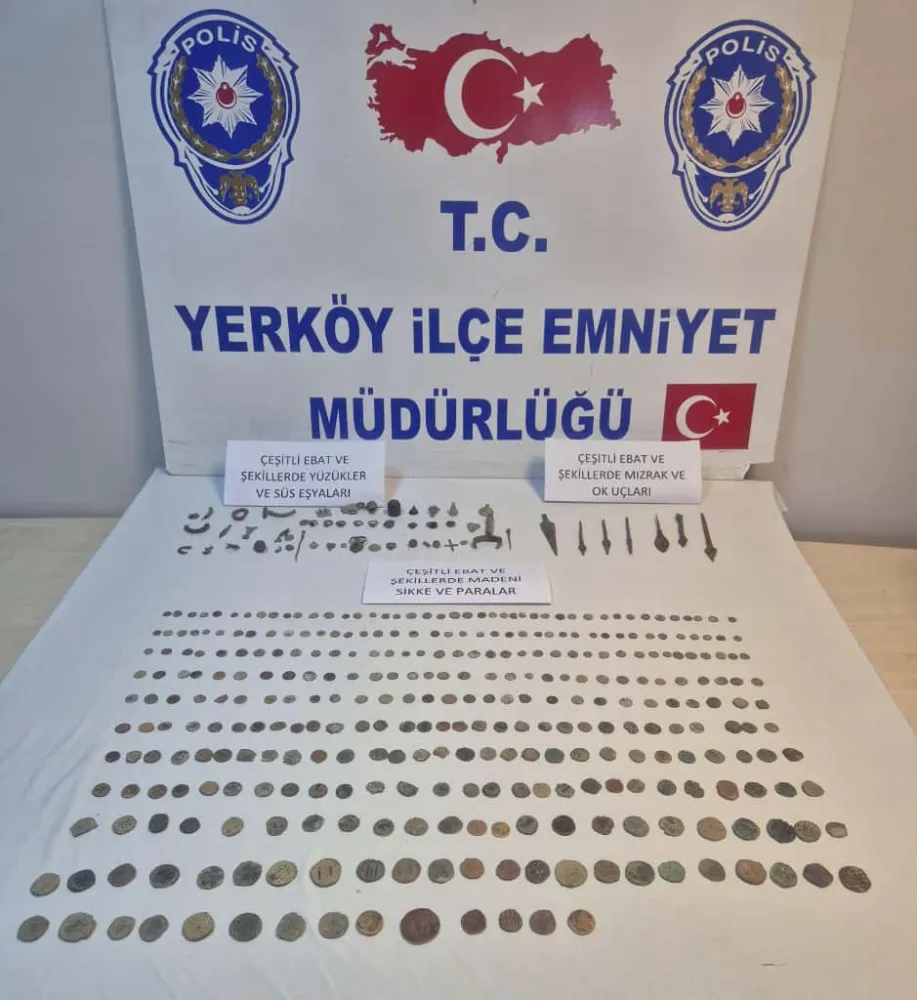 POLİS
POLİS
T.C.
YERKÖY İLÇE EMNİYET
MÜDÜRLÜĞÜ
ÇEŞİTLİ EBAT VE
ŞEKİLLERDE YÜZÜKLER
VE SÜS EŞYALARI
ÇEŞİTLİ EBAT VE
ŞEKİLLERDE MIZRAK VE
OK UÇLARI
ÇEŞİTLİ EBAT VE
ŞEKİLLERDE MADENİ
SİKKE VE PARALAR